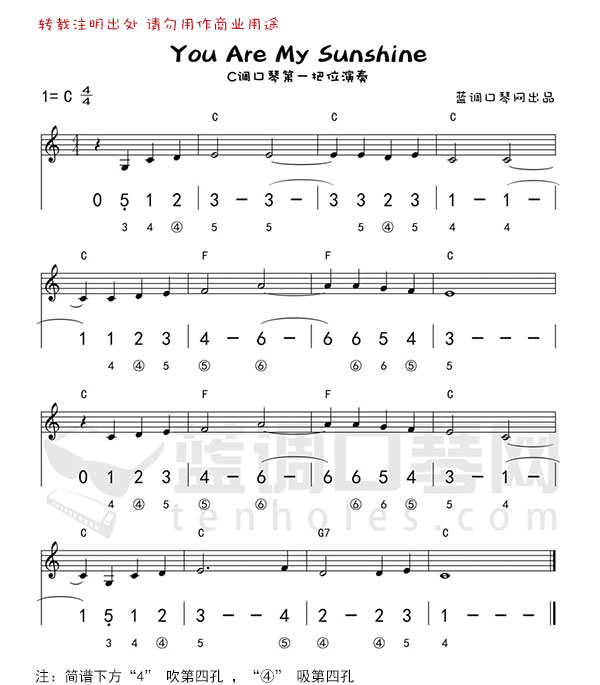 转载注明出处 请勿用作商业用途
You Are My Sunshine
C调口琴第一把位演奏
1= C 4/4
蓝调口琴网出品
C C C
0 5̣ 1 2 | 3 - 3 - | 3 3 2 3 | 1 - 1 - |
3 4 ④ 5 5 5 ④ 5 4 4
C F F C
1 1 2 3 | 4 - 6 - | 6 6 5 4 | 3 - - - |
4 ④ 5 ⑤ ⑥ ⑥ 6 ⑤ 5
C F F C
0 1 2 3 | 4 - 6 - | 6 6 5 4 | 3 - 1 - |
4 ④ 5 ⑤ ⑥ ⑥ 6 ⑤ 5 4
蓝调口琴网
tenholes.com
C C G7 C
1 5̣ 1 2 | 3 - - 4 | 2 - 2 3 | 1 - - - |
3 4 ④ 5 ⑤ ④ ④ 5 4
注: 简谱下方“4” 吹第四孔 ， “④” 吸第四孔